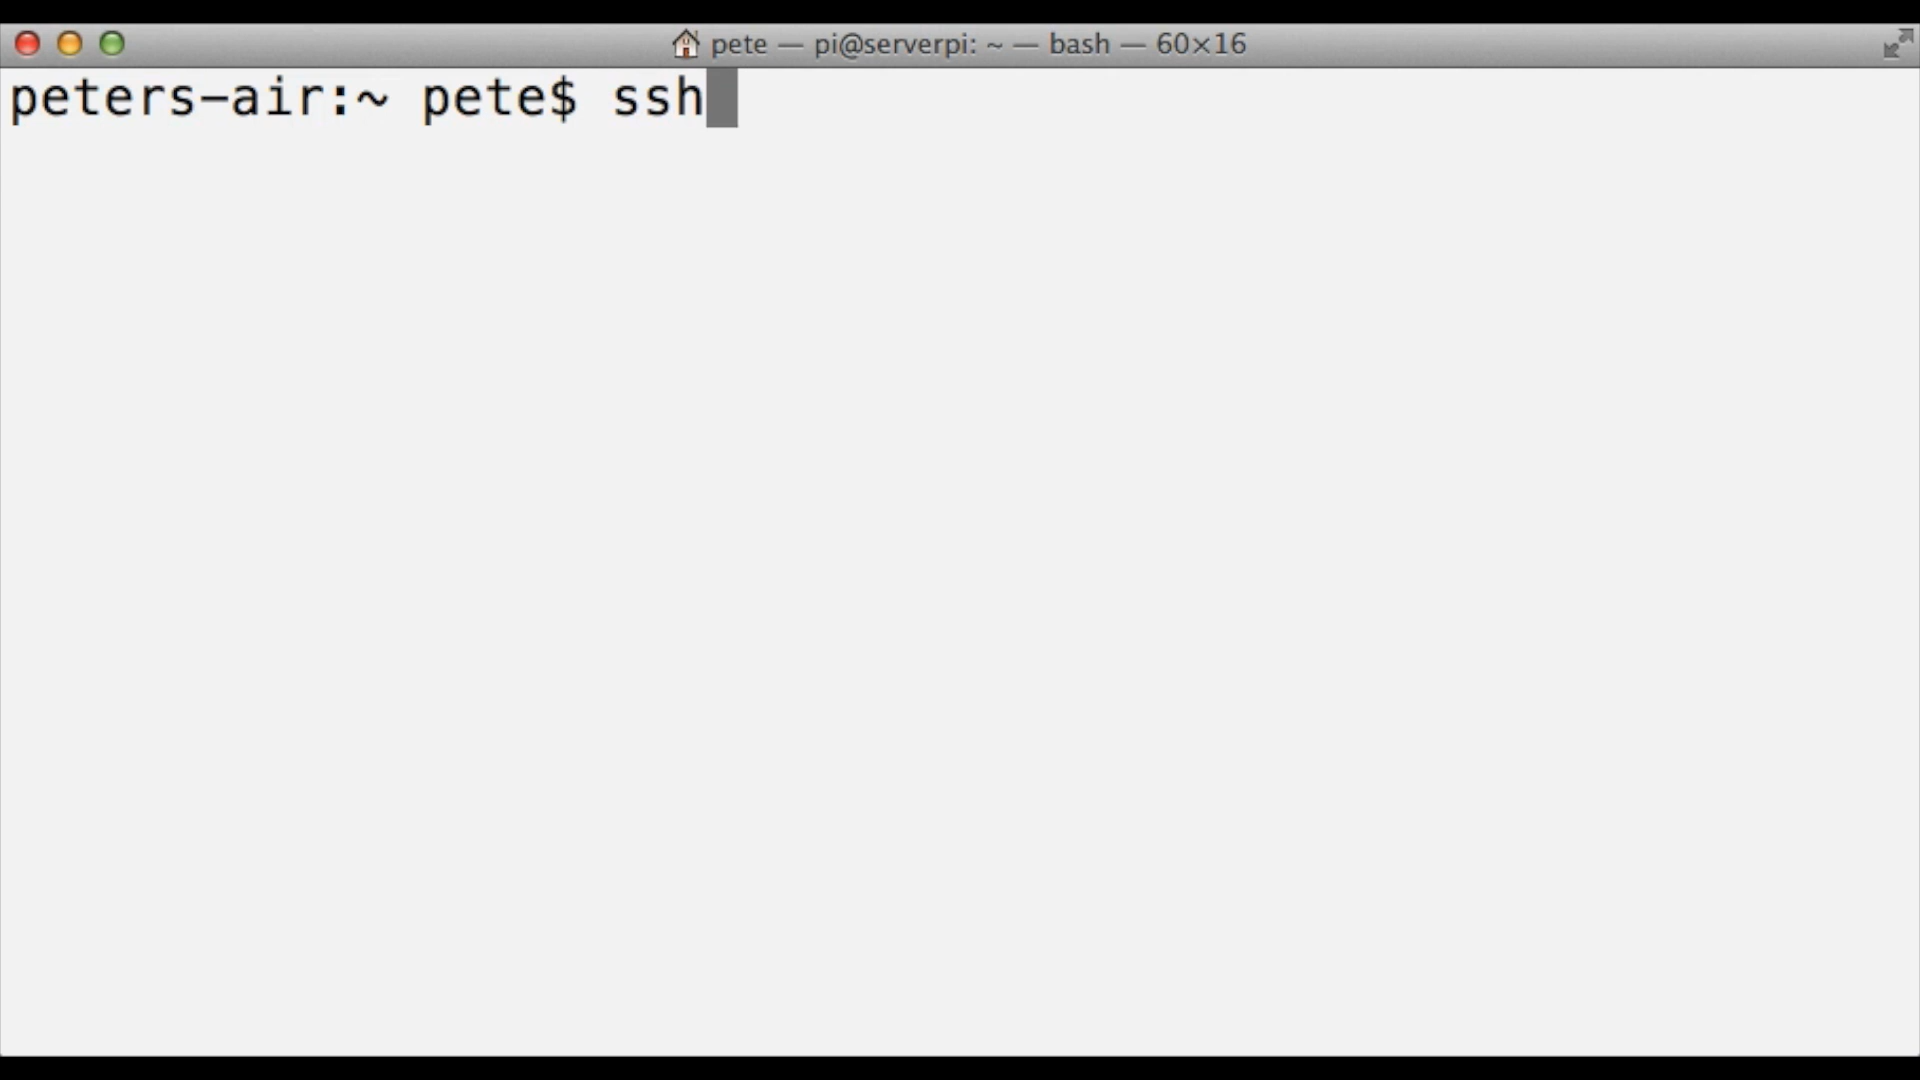 pete — pi@serverpi: ~ — bash — 60×16
peters-air:~ pete$ ssh